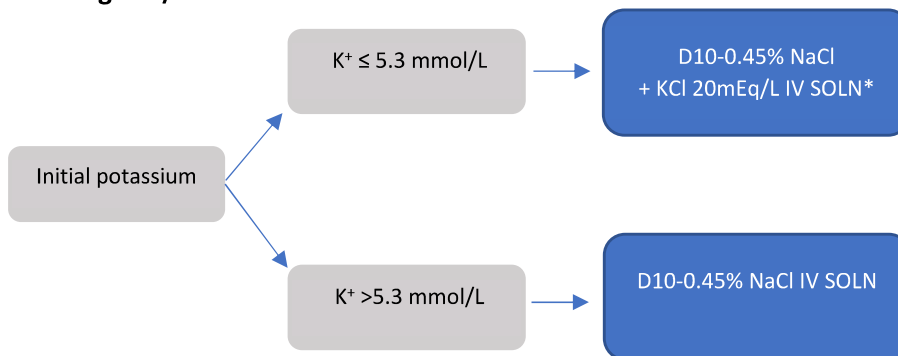 K⁺ ≤ 5.3 mmol/L
D10-0.45% NaCl
+ KCl 20mEq/L IV SOLN*
Initial potassium
K⁺ >5.3 mmol/L
D10-0.45% NaCl IV SOLN